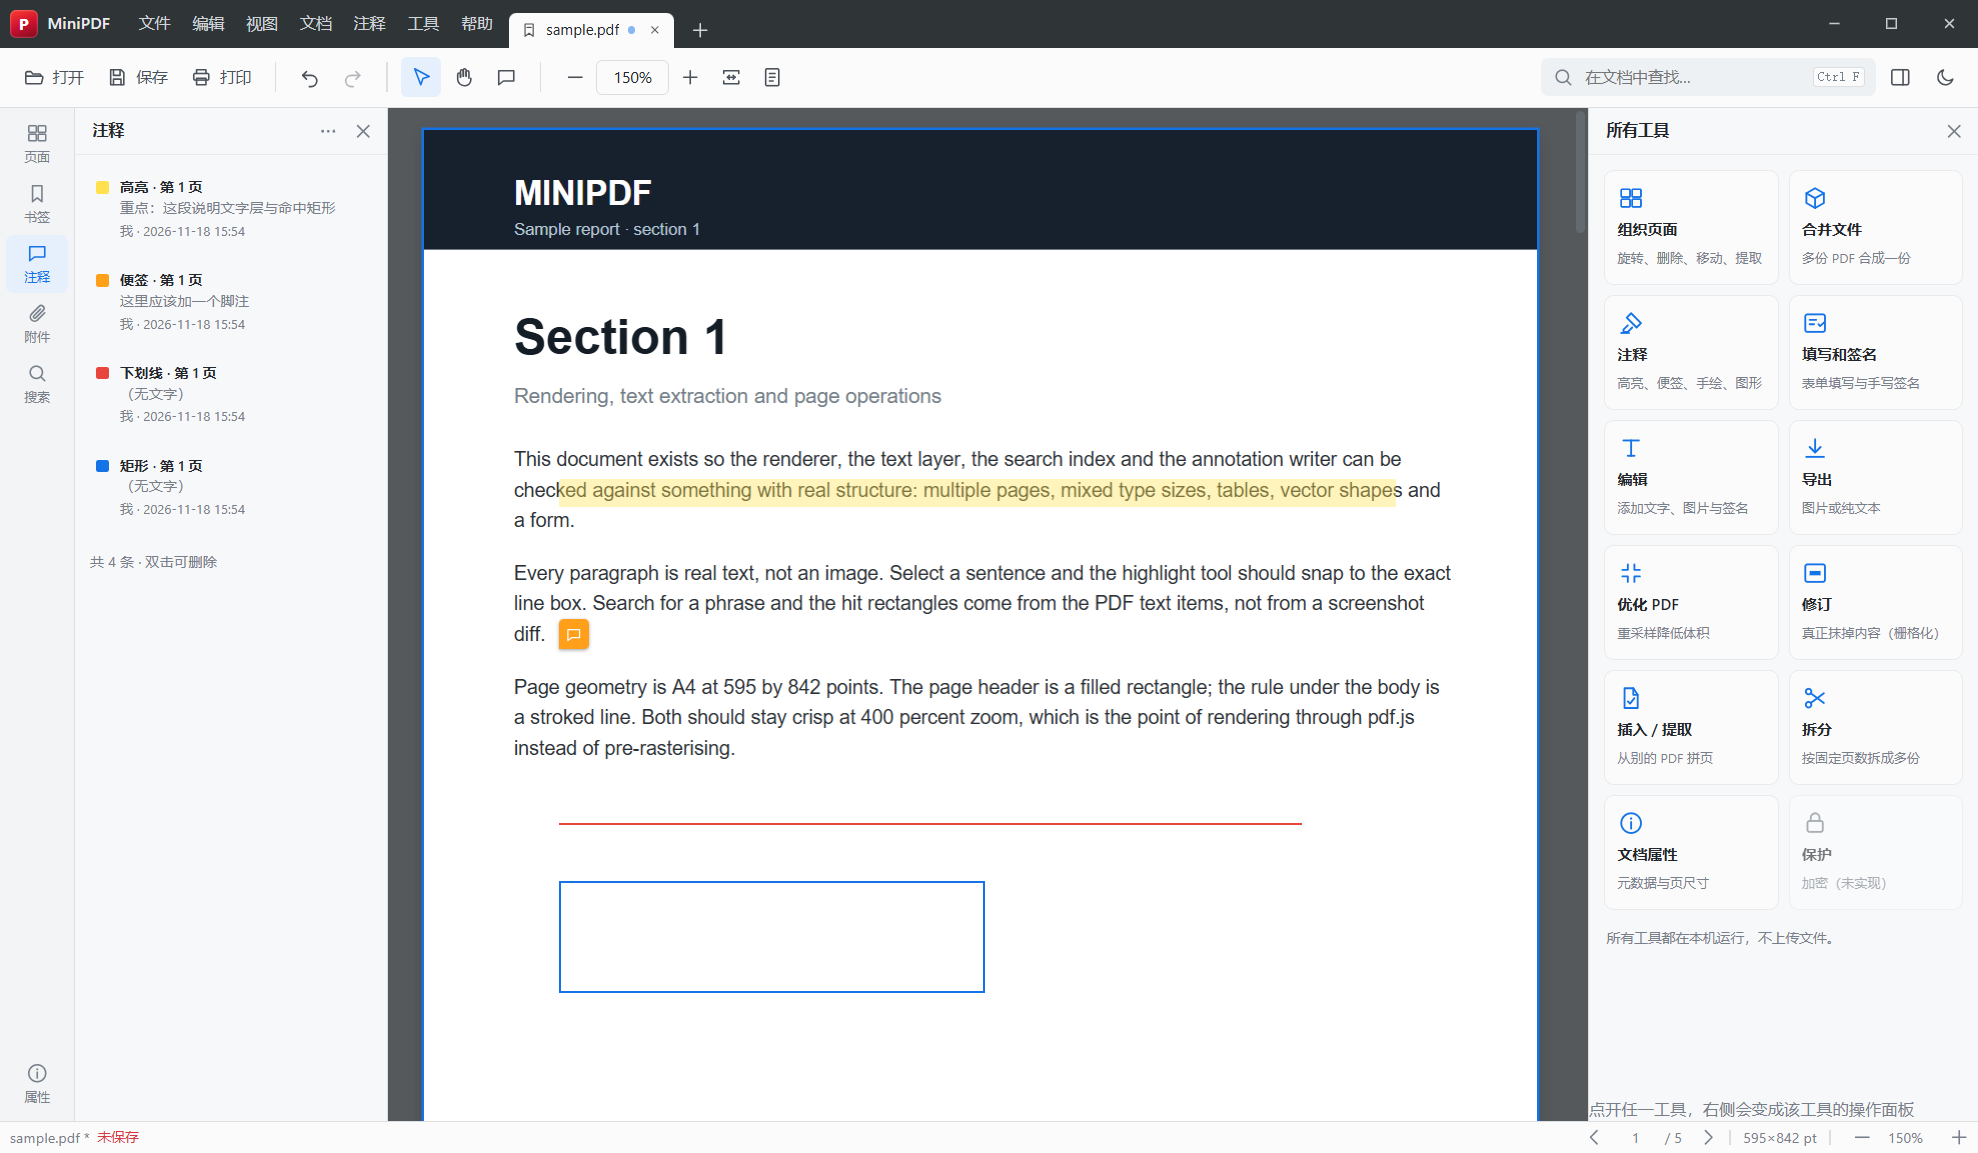 P MiniPDF 文件 编辑 视图 文档 注释 工具 帮助 sample.pdf
打开 保存 打印 150% 在文档中查找... Ctrl F
页面
书签
注释
附件
搜索
属性
注释
高亮 · 第 1 页
重点：这段说明文字层与命中矩形
我 · 2026-11-18 15:54
便签 · 第 1 页
这里应该加一个脚注
我 · 2026-11-18 15:54
下划线 · 第 1 页
（无文字）
我 · 2026-11-18 15:54
矩形 · 第 1 页
（无文字）
我 · 2026-11-18 15:54
共 4 条 · 双击可删除
MINIPDF
Sample report · section 1
Section 1
Rendering, text extraction and page operations
This document exists so the renderer, the text layer, the search index and the annotation writer can be
checked against something with real structure: multiple pages, mixed type sizes, tables, vector shapes and
a form.
Every paragraph is real text, not an image. Select a sentence and the highlight tool should snap to the exact
line box. Search for a phrase and the hit rectangles come from the PDF text items, not from a screenshot
diff.
Page geometry is A4 at 595 by 842 points. The page header is a filled rectangle; the rule under the body is
a stroked line. Both should stay crisp at 400 percent zoom, which is the point of rendering through pdf.js
instead of pre-rasterising.
所有工具
组织页面
旋转、删除、移动、提取
合并文件
多份 PDF 合成一份
注释
高亮、便签、手绘、图形
填写和签名
表单填写与手写签名
编辑
添加文字、图片与签名
导出
图片或纯文本
优化 PDF
重采样降低体积
修订
真正抹掉内容（栅格化）
插入 / 提取
从别的 PDF 拼页
拆分
按固定页数拆成多份
文档属性
元数据与页尺寸
保护
加密（未实现）
所有工具都在本机运行，不上传文件。
点开任一工具，右侧会变成该工具的操作面板
sample.pdf * 未保存 1 / 5 595×842 pt 150%